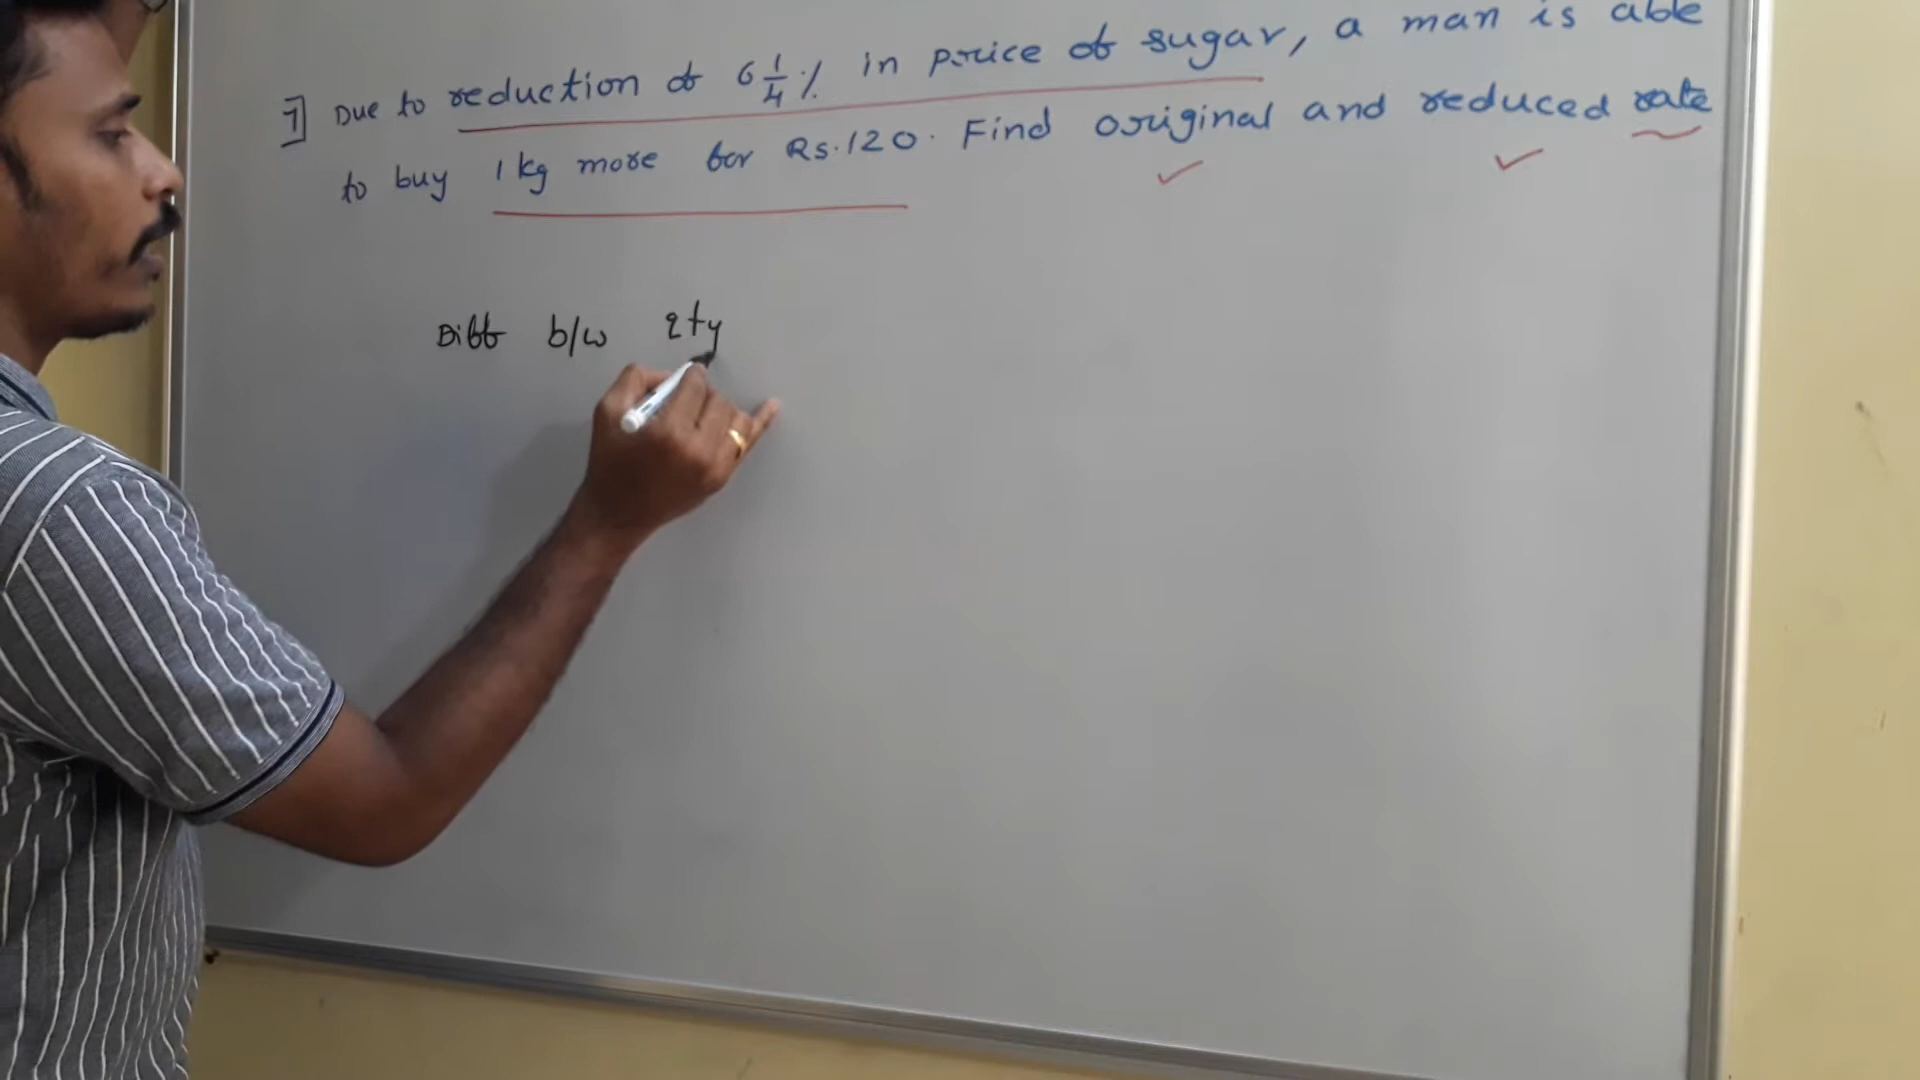 7] Due to reduction of 6 1/4 % in price of sugar, a man is able
to buy 1 kg more for Rs.120. Find original and reduced rate
Diff b/w qty